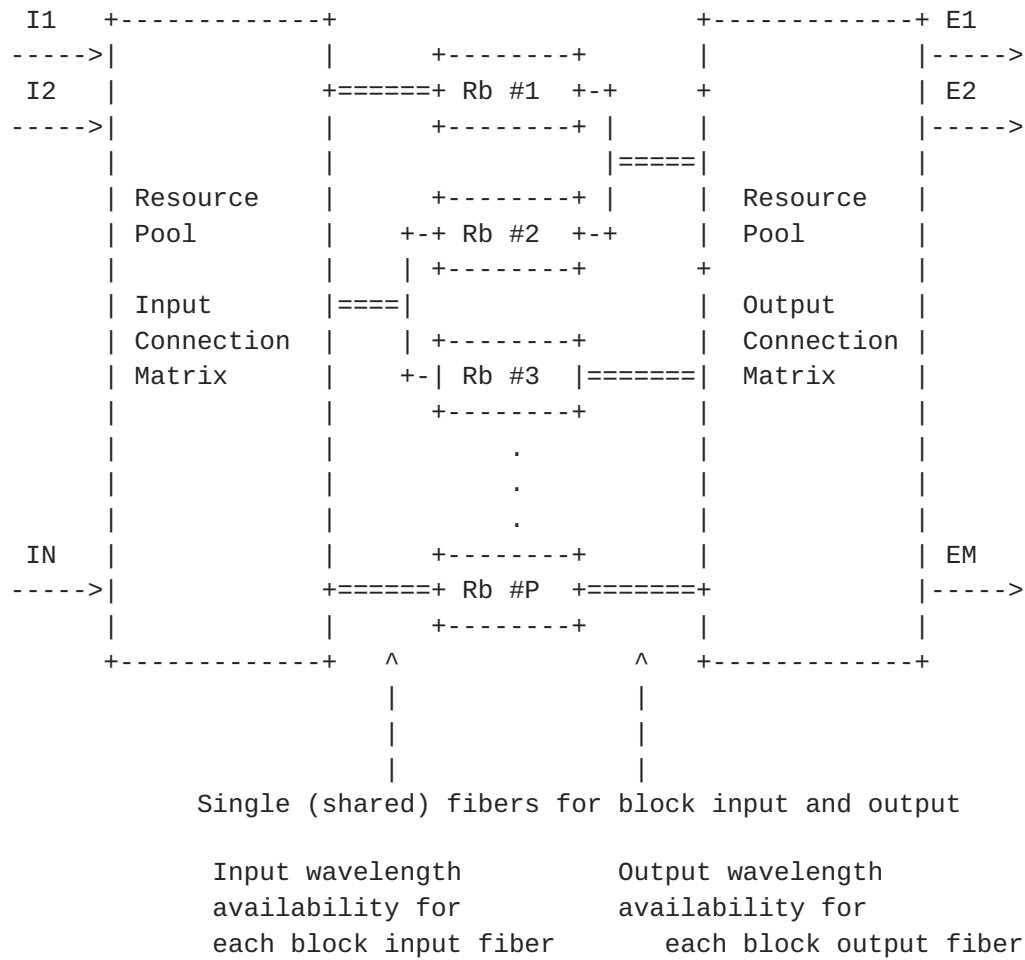 I1   +-------------+                       +-------------+ E1
----->|             |      +--------+       |             |----->
 I2   |             +======+ Rb #1  +-+     +             | E2
----->|             |      +--------+ |     |             |----->
      |             |                 |=====|             |
      | Resource    |      +--------+ |     |  Resource   |
      | Pool        |    +-+ Rb #2  +-+     |  Pool       |
      |             |    | +--------+       +             |
      | Input       |====|                  |  Output     |
      | Connection  |    | +--------+       |  Connection |
      | Matrix      |    +-| Rb #3  |=======|  Matrix     |
      |             |      +--------+       |             |
      |             |           .           |             |
      |             |           .           |             |
      |             |           .           |             |
 IN   |             |      +--------+       |             | EM
----->|             +======+ Rb #P  +=======+             |----->
      |             |      +--------+       |             |
      +-------------+   ^               ^   +-------------+
                        |               |
                        |               |
                        |               |
            Single (shared) fibers for block input and output

             Input wavelength          Output wavelength
             availability for          availability for
             each block input fiber       each block output fiber